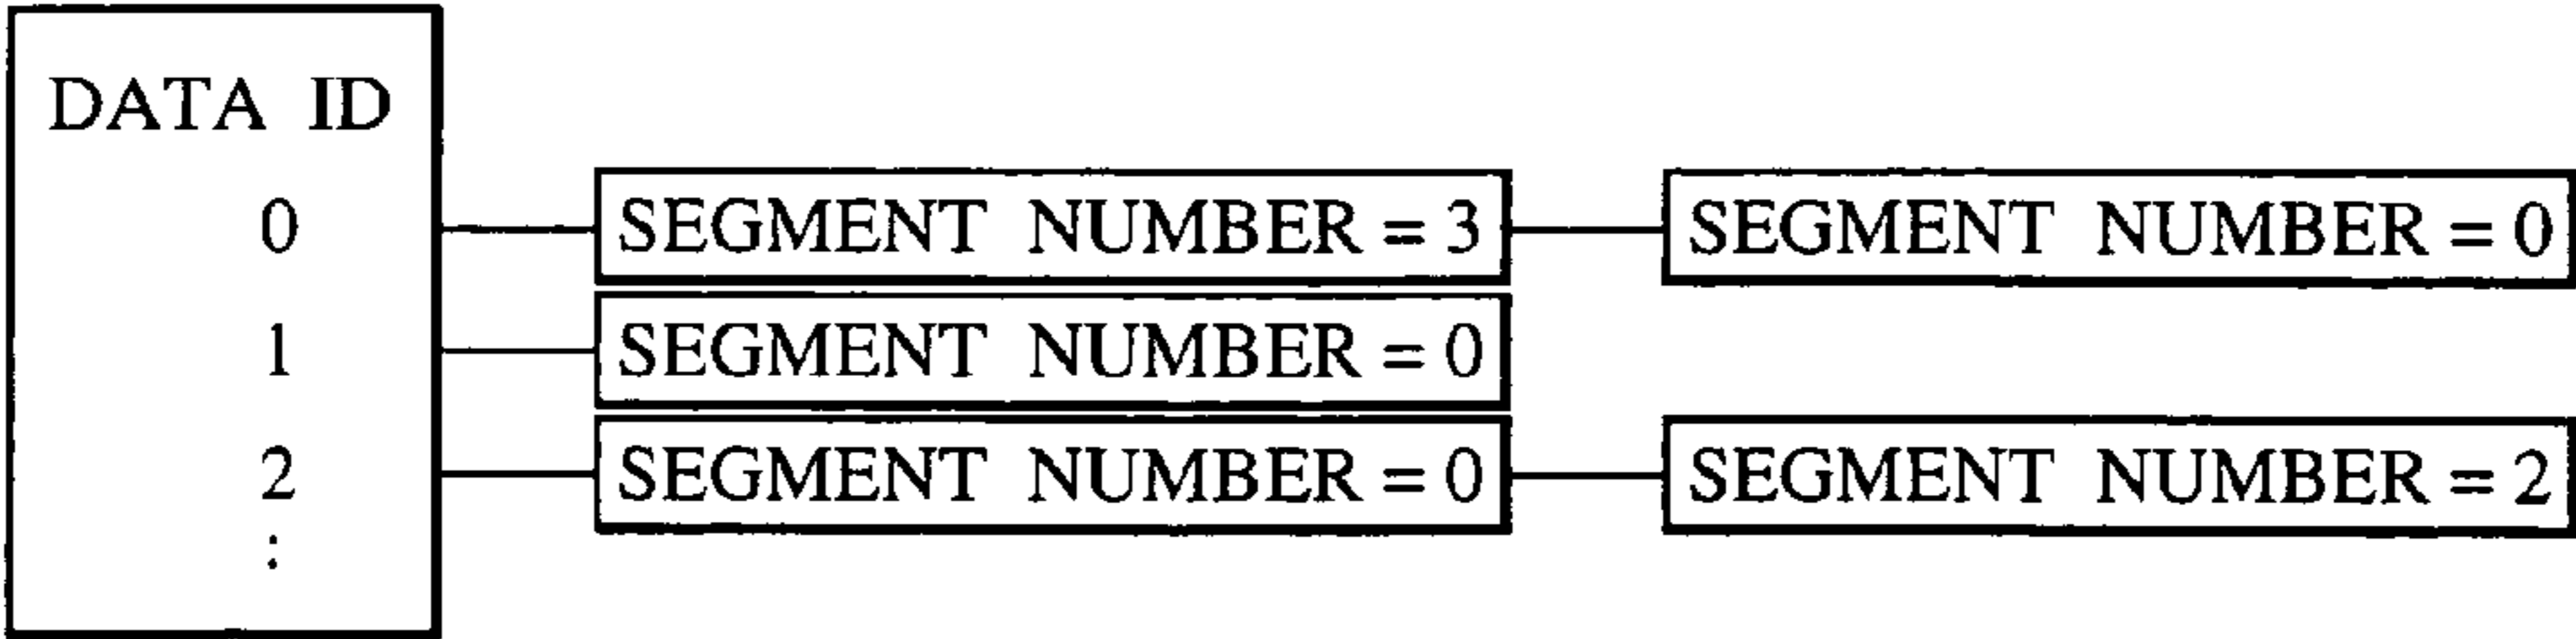 DATA ID
0 SEGMENT NUMBER = 3 SEGMENT NUMBER = 0
1 SEGMENT NUMBER = 0
2 SEGMENT NUMBER = 0 SEGMENT NUMBER = 2
: